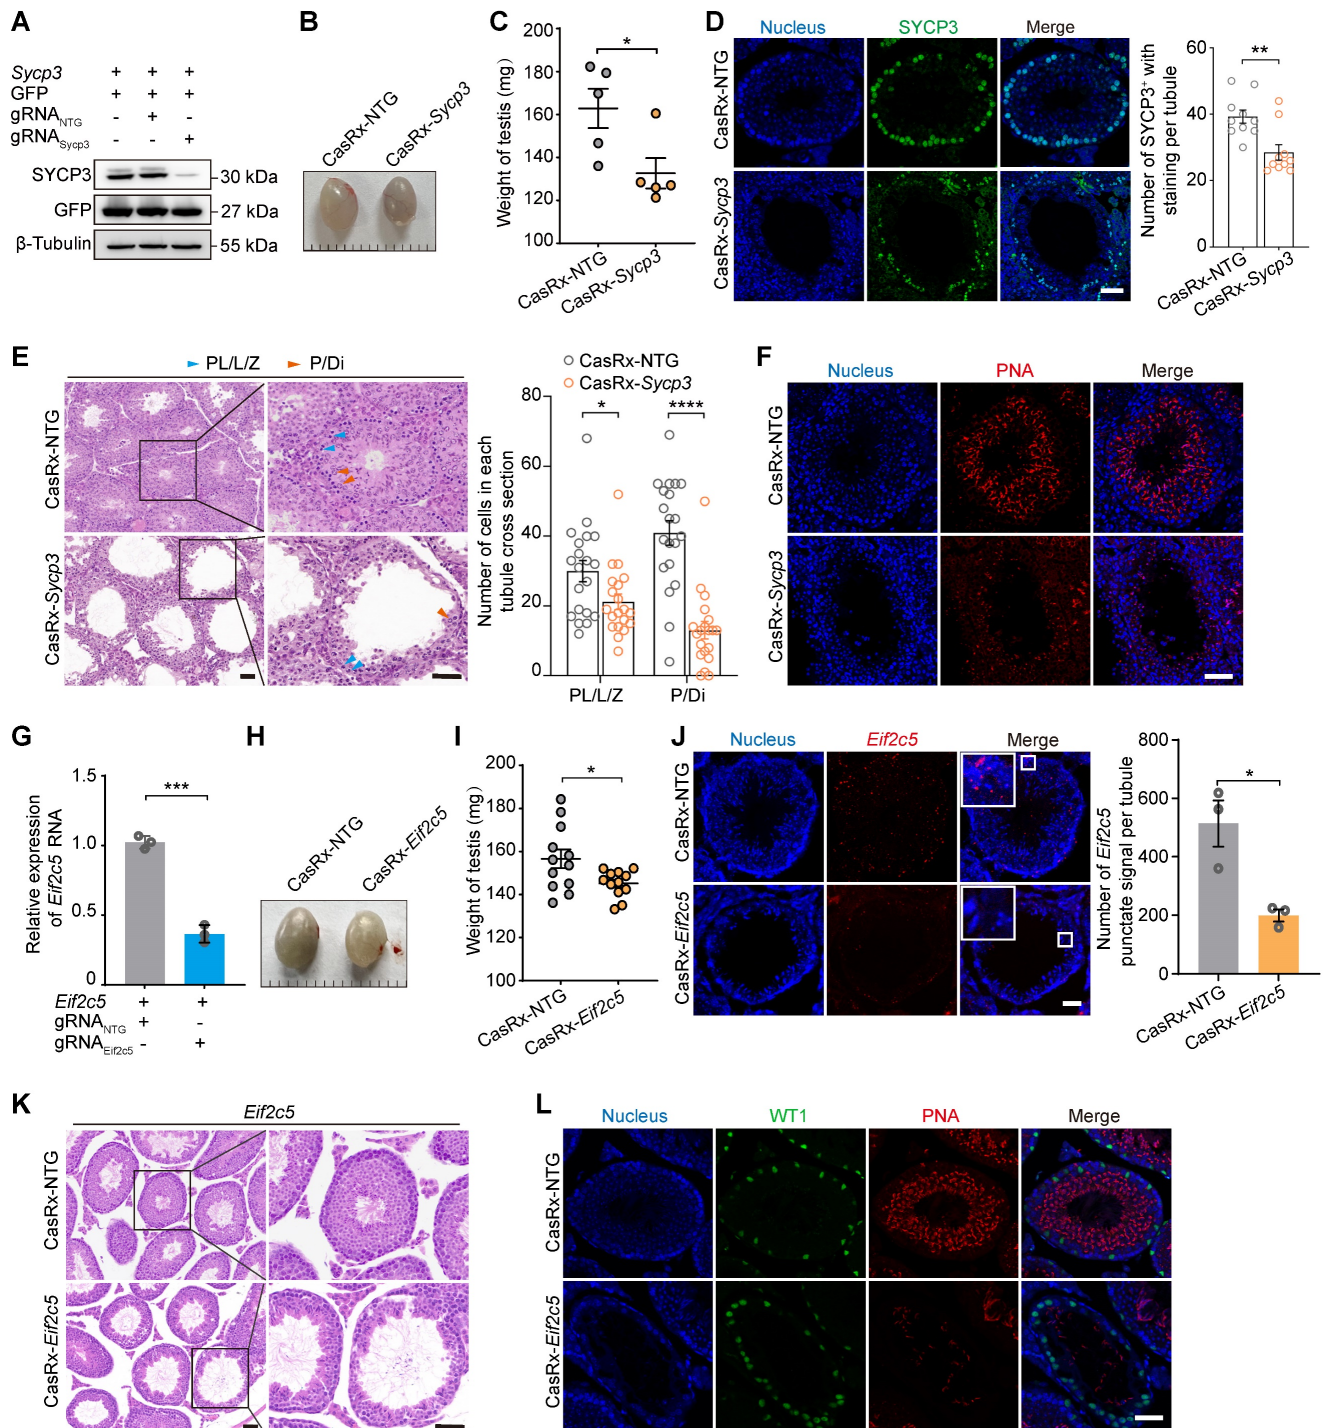 A
Sycp3 + + +
GFP + + +
gRNANTG - + -
gRNASycp3 - - +
SYCP3 30 kDa
GFP 27 kDa
β-Tubulin 55 kDa
B
CasRx-NTG
CasRx-Sycp3
C
Weight of testis (mg)
200
180
160
140
120
100
*
CasRx-NTG
CasRx-Sycp3
D
Nucleus SYCP3 Merge
CasRx-NTG
CasRx-Sycp3
Number of SYCP3+ with
staining per tubule
60
40
20
0
**
CasRx-NTG
CasRx-Sycp3
E
PL/L/Z P/Di
CasRx-NTG
CasRx-Sycp3
CasRx-NTG
CasRx-Sycp3
Number of cells in each
tubule cross section
80
60
40
20
0
* ****
PL/L/Z P/Di
F
Nucleus PNA Merge
CasRx-NTG
CasRx-Sycp3
G
Relative expression
of Eif2c5 RNA
1.5
1.0
0.5
0
***
Eif2c5 + +
gRNANTG + -
gRNAEif2c5 - +
H
CasRx-NTG
CasRx-Eif2c5
I
Weight of testis (mg)
200
180
160
140
120
100
*
CasRx-NTG
CasRx-Eif2c5
J
Nucleus Eif2c5 Merge
CasRx-NTG
CasRx-Eif2c5
Number of Eif2c5
punctate signal per tubule
800
600
400
200
0
*
CasRx-NTG
CasRx-Eif2c5
K
Eif2c5
CasRx-NTG
CasRx-Eif2c5
L
Nucleus WT1 PNA Merge
CasRx-NTG
CasRx-Eif2c5